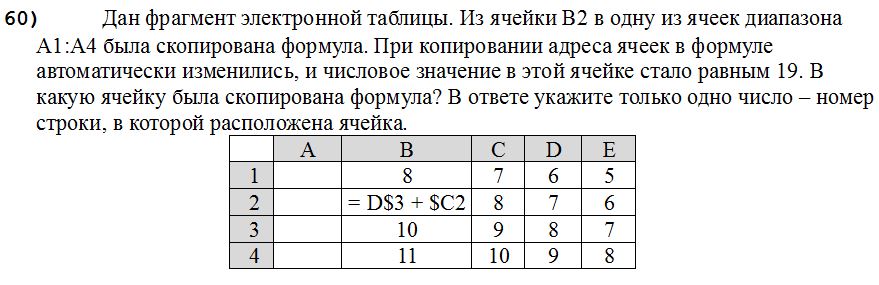 60) Дан фрагмент электронной таблицы. Из ячейки B2 в одну из ячеек диапазона
A1:A4 была скопирована формула. При копировании адреса ячеек в формуле
автоматически изменились, и числовое значение в этой ячейке стало равным 19. В
какую ячейку была скопирована формула? В ответе укажите только одно число – номер
строки, в которой расположена ячейка.
A B C D E
1 8 7 6 5
2 = D$3 + $C2 8 7 6
3 10 9 8 7
4 11 10 9 8